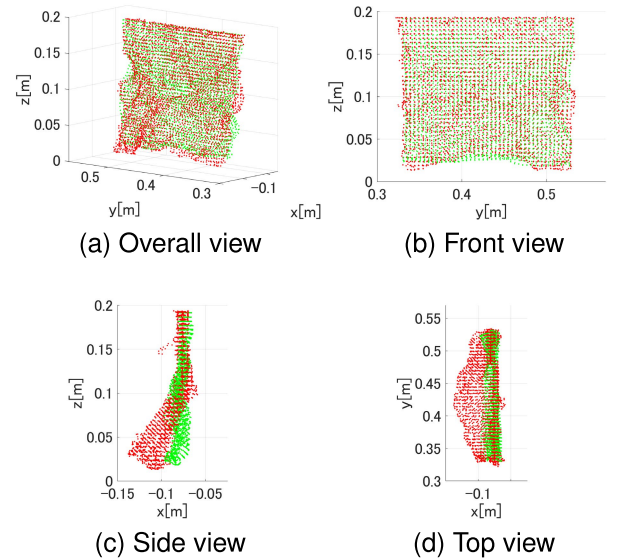 0.2
0.15
0.1
0.05
0
z[m]
0.5
0.4
0.3
y[m]
−0.1
x[m]
(a) Overall view
0.2
0.15
0.1
0.05
0
z[m]
0.3
0.4
0.5
y[m]
(b) Front view
0.2
0.15
0.1
0.05
0
z[m]
−0.15
−0.1
−0.05
x[m]
(c) Side view
0.55
0.5
0.45
0.4
0.35
0.3
y[m]
−0.1
x[m]
(d) Top view